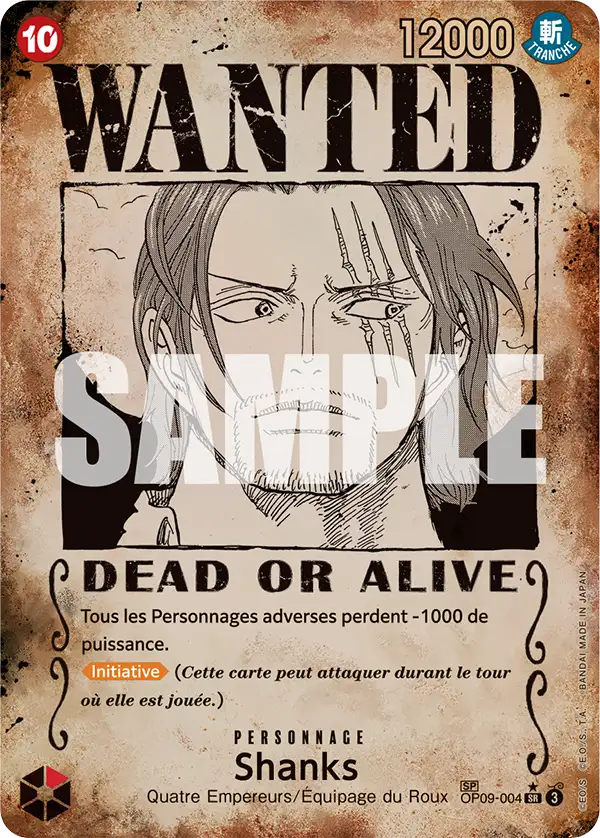 10
12000
斬
TRANCHE
WANTED
SAMPLE
DEAD OR ALIVE
Tous les Personnages adverses perdent -1000 de
puissance.
Initiative (Cette carte peut attaquer durant le tour
où elle est jouée.)
PERSONNAGE
Shanks
Quatre Empereurs/Équipage du Roux
SP
OP09-004 SR 3
©E.O./S. ©E.O./S., T.A. BANDAI MADE IN JAPAN